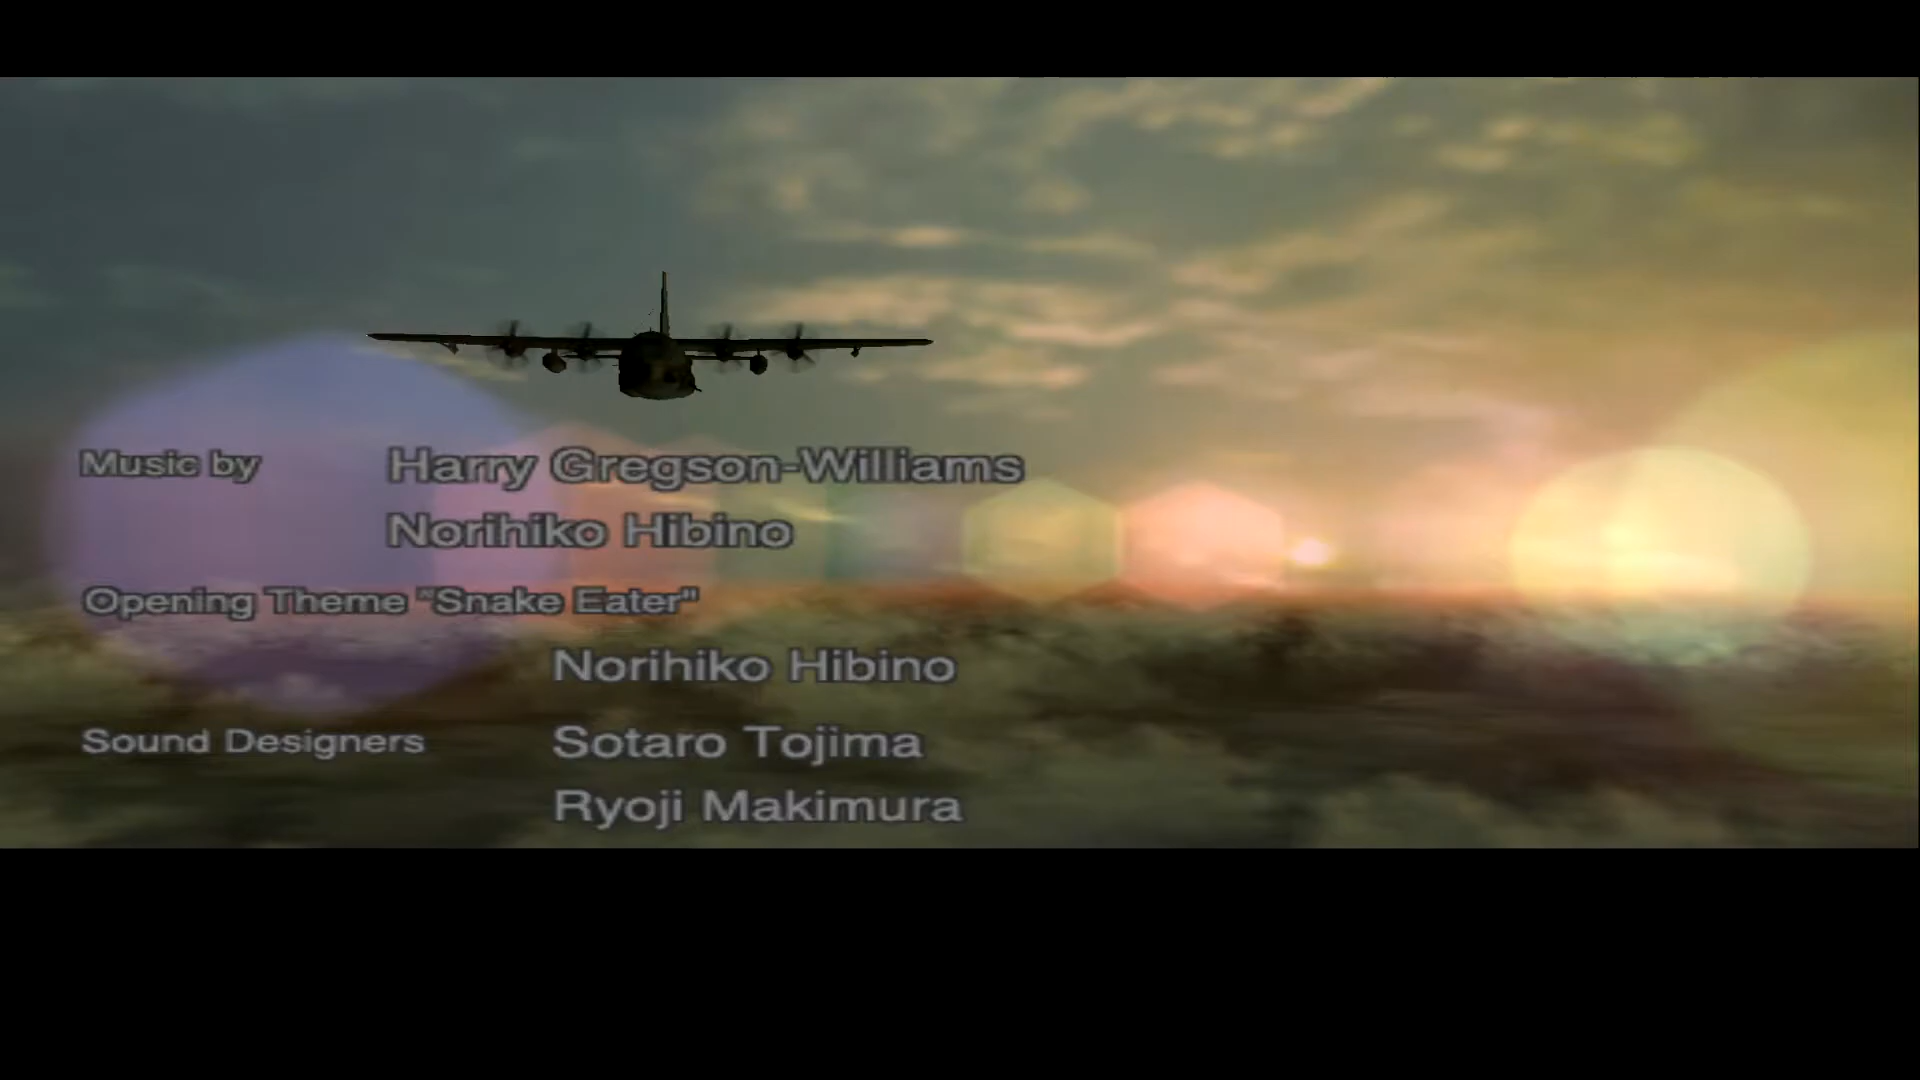 Music by Harry Gregson-Williams
Norihiko Hibino
Opening Theme "Snake Eater"
Norihiko Hibino
Sound Designers Sotaro Tojima
Ryoji Makimura